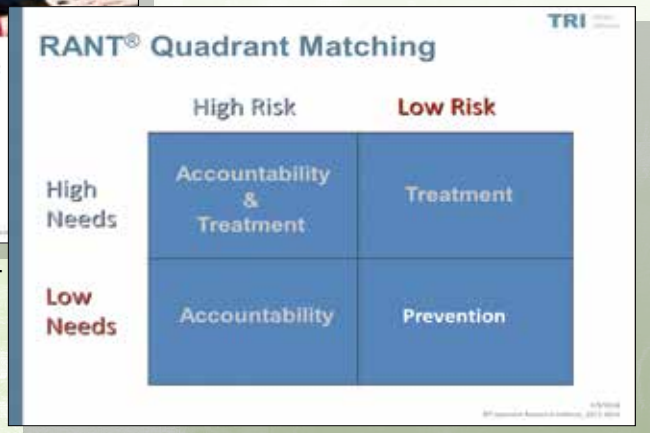 TRI
RANT® Quadrant Matching
High Risk Low Risk
High
Needs
Accountability
&
Treatment
Treatment
Low
Needs
Accountability
Prevention